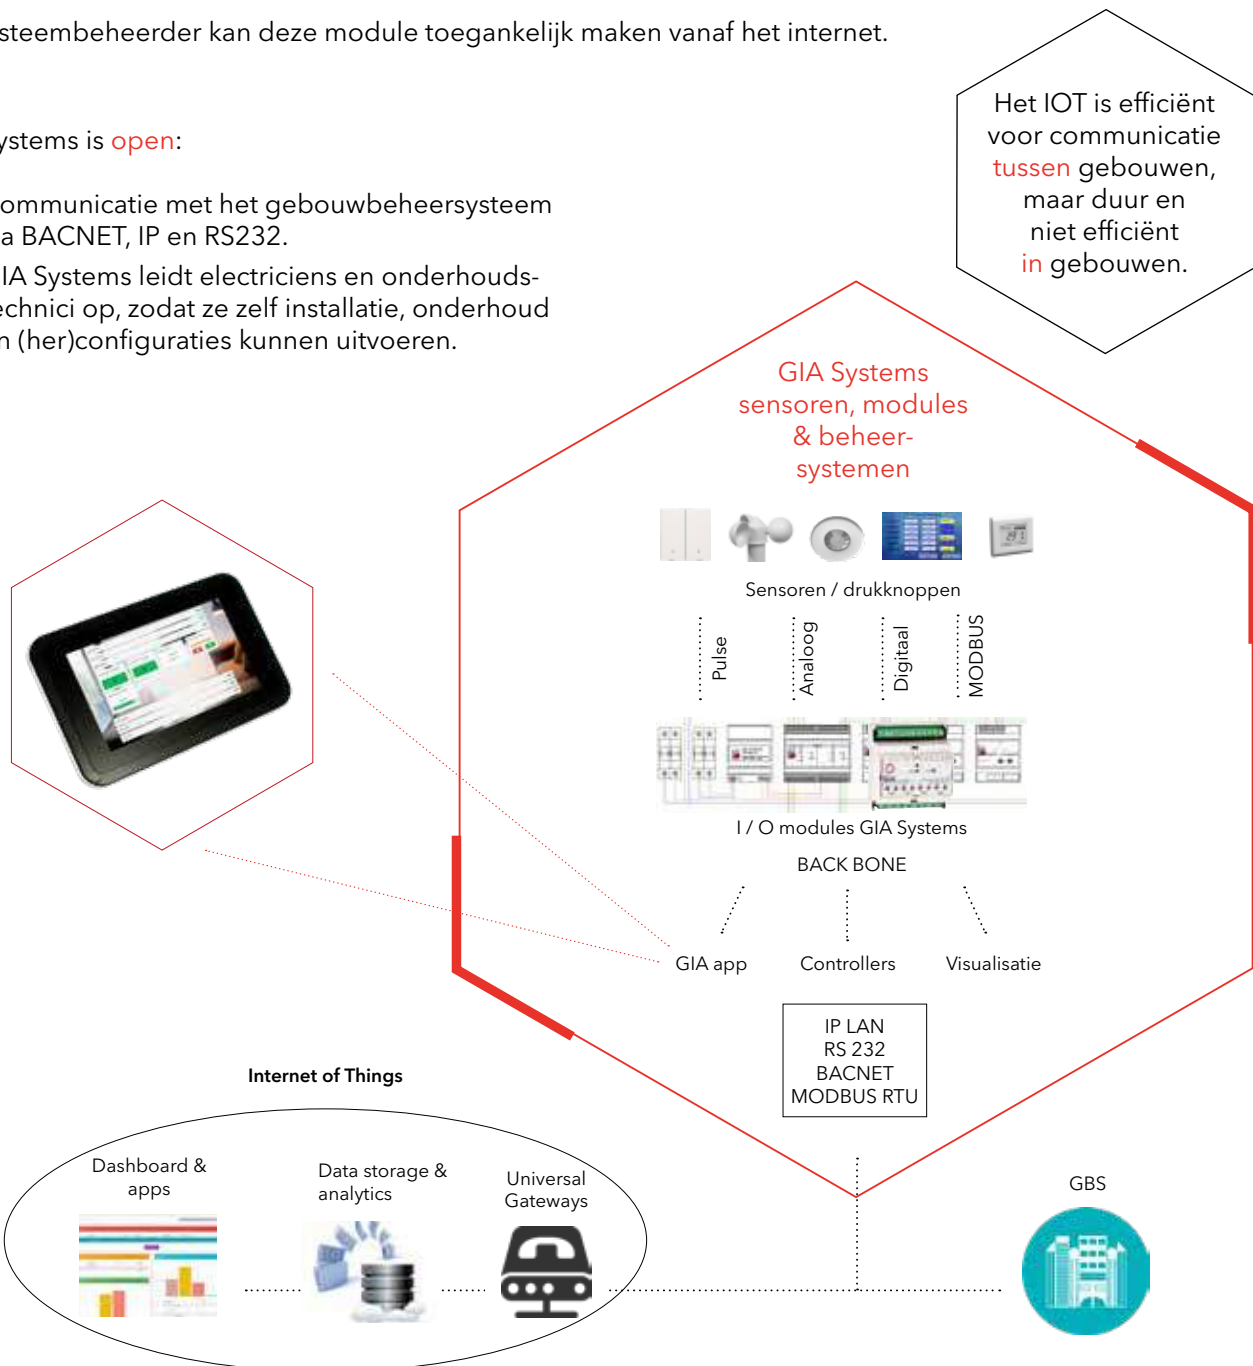 steembeheerder kan deze module toegankelijk maken vanaf het internet.
ystems is open:
ommunicatie met het gebouwbeheersysteem
a BACNET, IP en RS232.
IA Systems leidt electriciens en onderhouds-
echnici op, zodat ze zelf installatie, onderhoud
n (her)configuraties kunnen uitvoeren.
Het IOT is efficiënt
voor communicatie
tussen gebouwen,
maar duur en
niet efficiënt
in gebouwen.
GIA Systems
sensoren, modules
& beheer-
systemen
Sensoren / drukknoppen
Pulse
Analoog
Digitaal
MODBUS
I / O modules GIA Systems
BACK BONE
GIA app
Controllers
Visualisatie
IP LAN
RS 232
BACNET
MODBUS RTU
Internet of Things
Dashboard &
apps
Data storage &
analytics
Universal
Gateways
GBS